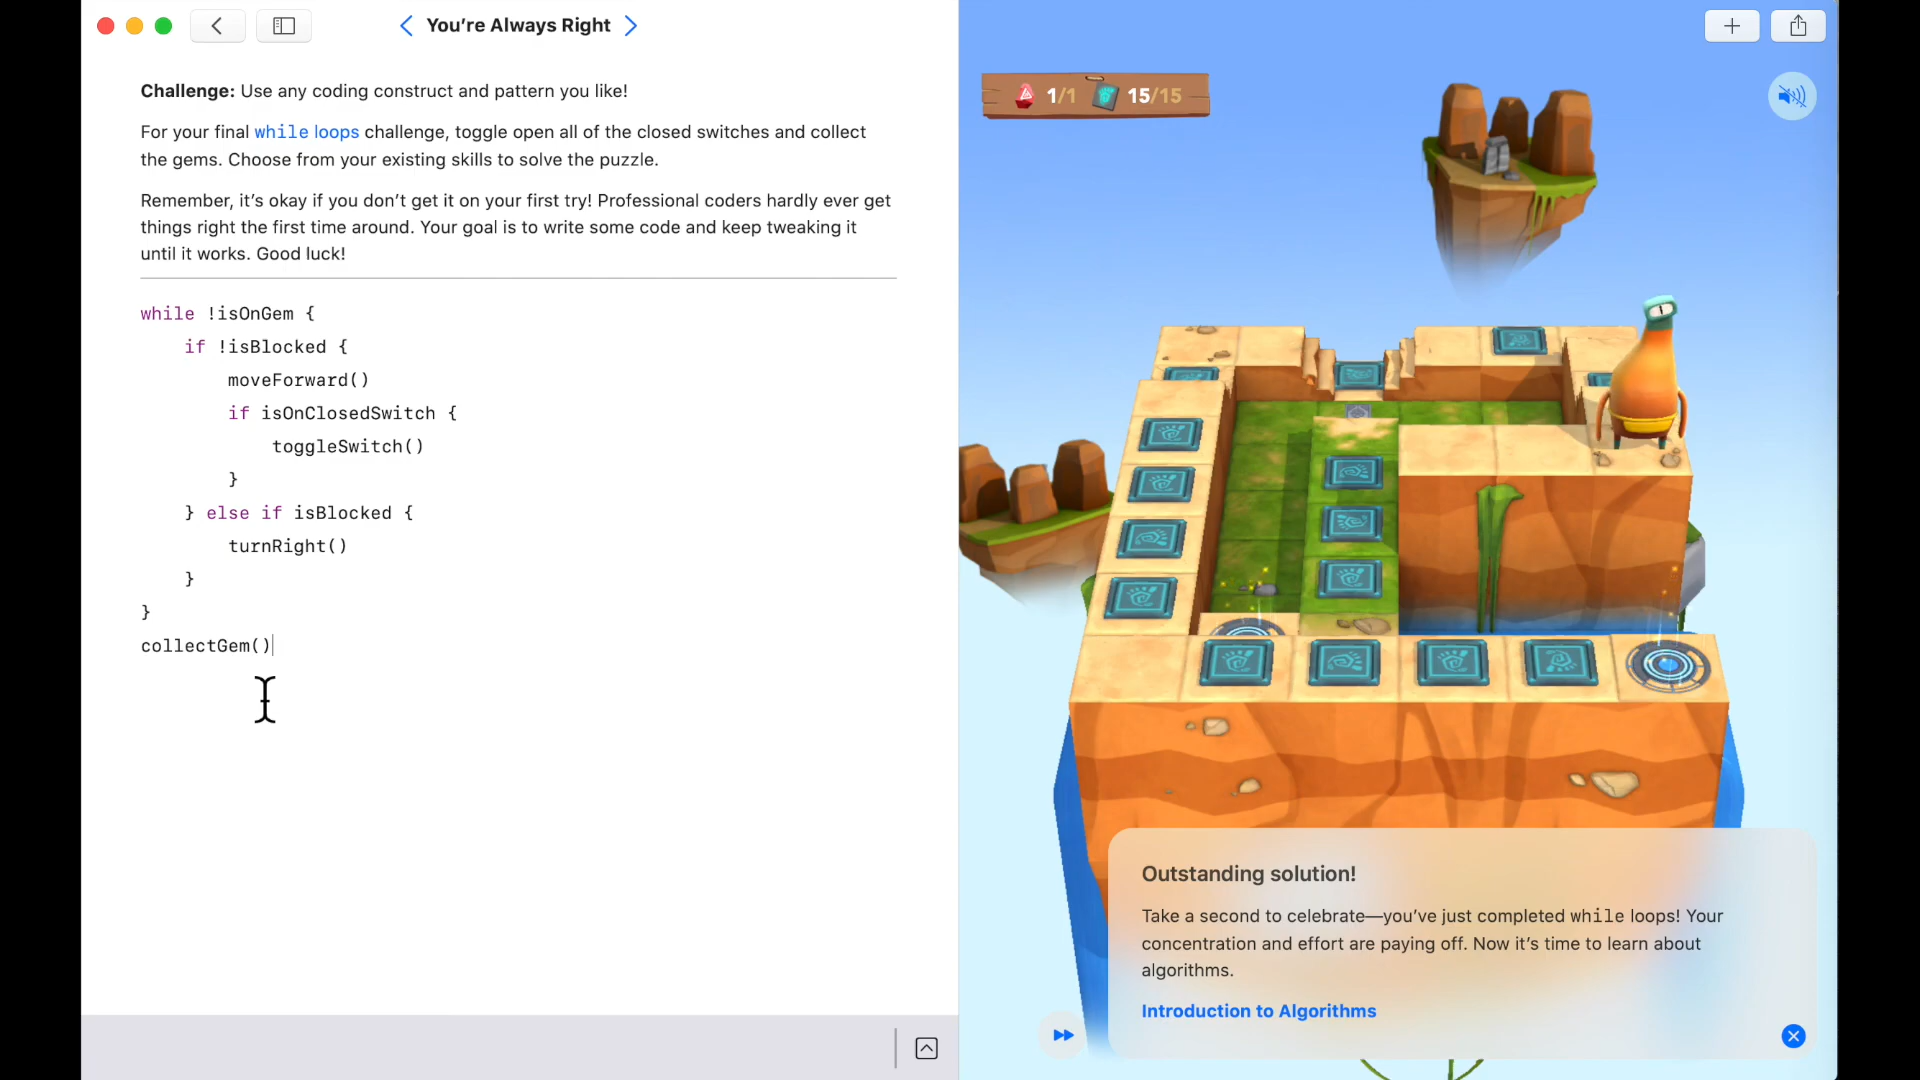 You’re Always Right
Challenge: Use any coding construct and pattern you like!
For your final while loops challenge, toggle open all of the closed switches and collect
the gems. Choose from your existing skills to solve the puzzle.
Remember, it’s okay if you don’t get it on your first try! Professional coders hardly ever get
things right the first time around. Your goal is to write some code and keep tweaking it
until it works. Good luck!
while !isOnGem {
if !isBlocked {
moveForward()
if isOnClosedSwitch {
toggleSwitch()
}
} else if isBlocked {
turnRight()
}
}
collectGem()
1/1 15/15
Outstanding solution!
Take a second to celebrate—you’ve just completed while loops! Your
concentration and effort are paying off. Now it’s time to learn about
algorithms.
Introduction to Algorithms